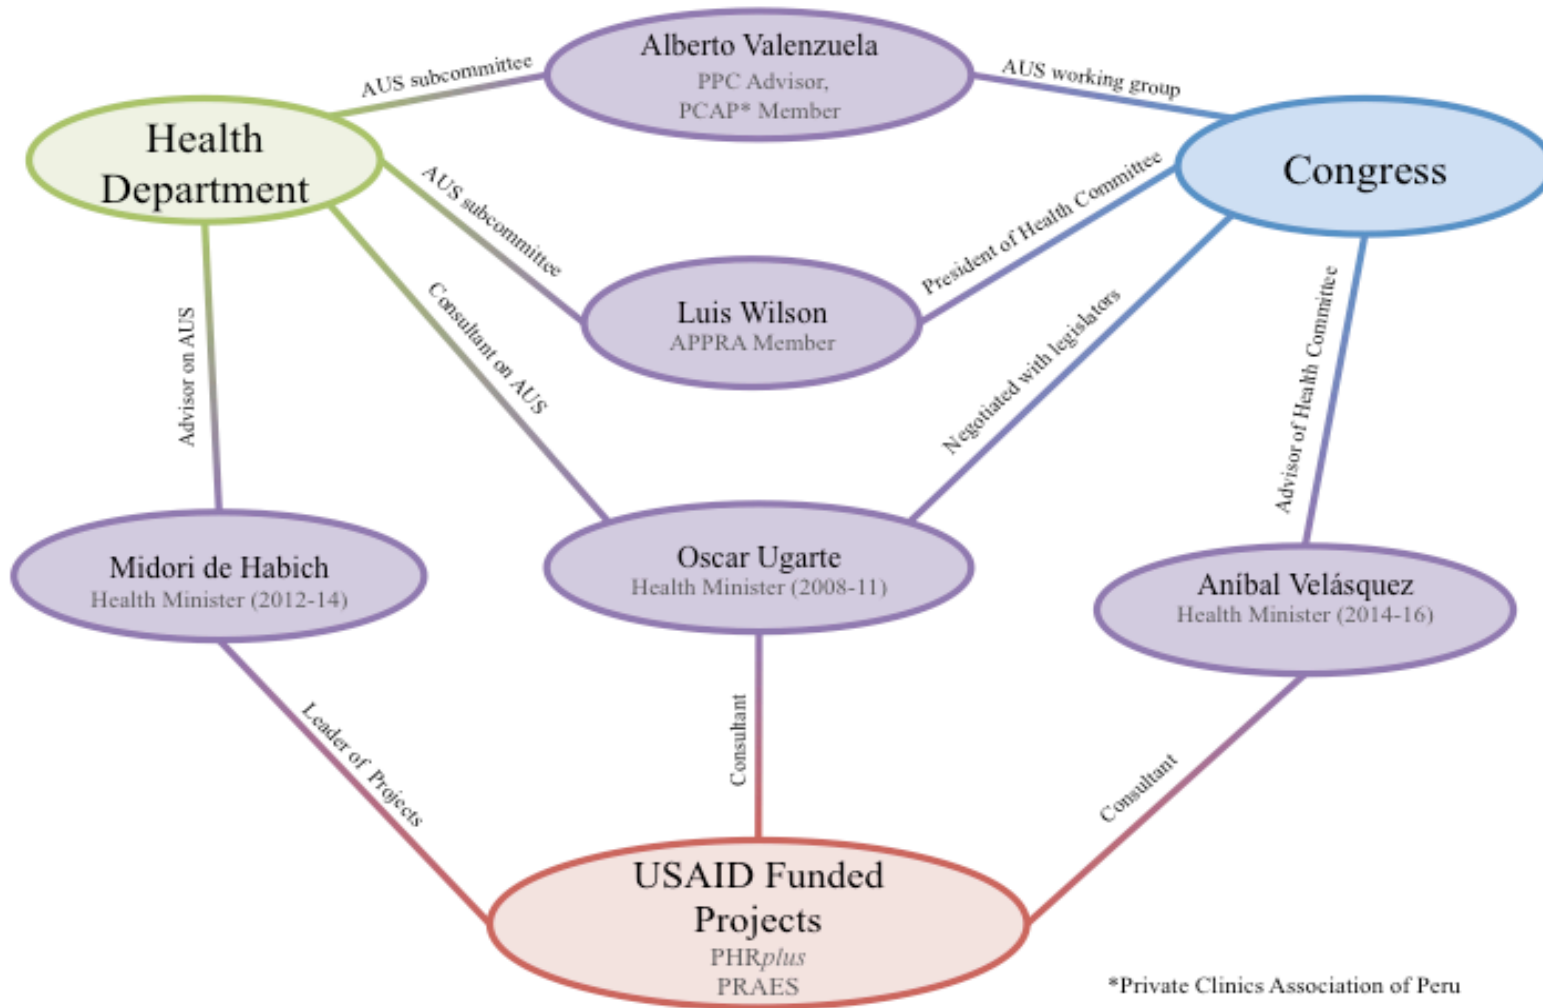 Alberto Valenzuela
PPC Advisor,
PCAP* Member
AUS subcommittee
AUS working group
Health
Department
Congress
AUS subcommittee
President of Health Committee
Luis Wilson
APPRA Member
Consultant on AUS
Negotiated with legislators
Advisor on AUS
Advisor of Health Committee
Midori de Habich
Health Minister (2012-14)
Oscar Ugarte
Health Minister (2008-11)
Aníbal Velásquez
Health Minister (2014-16)
Leader of Projects
Consultant
Consultant
USAID Funded
Projects
PHRplus
PRAES
*Private Clinics Association of Peru